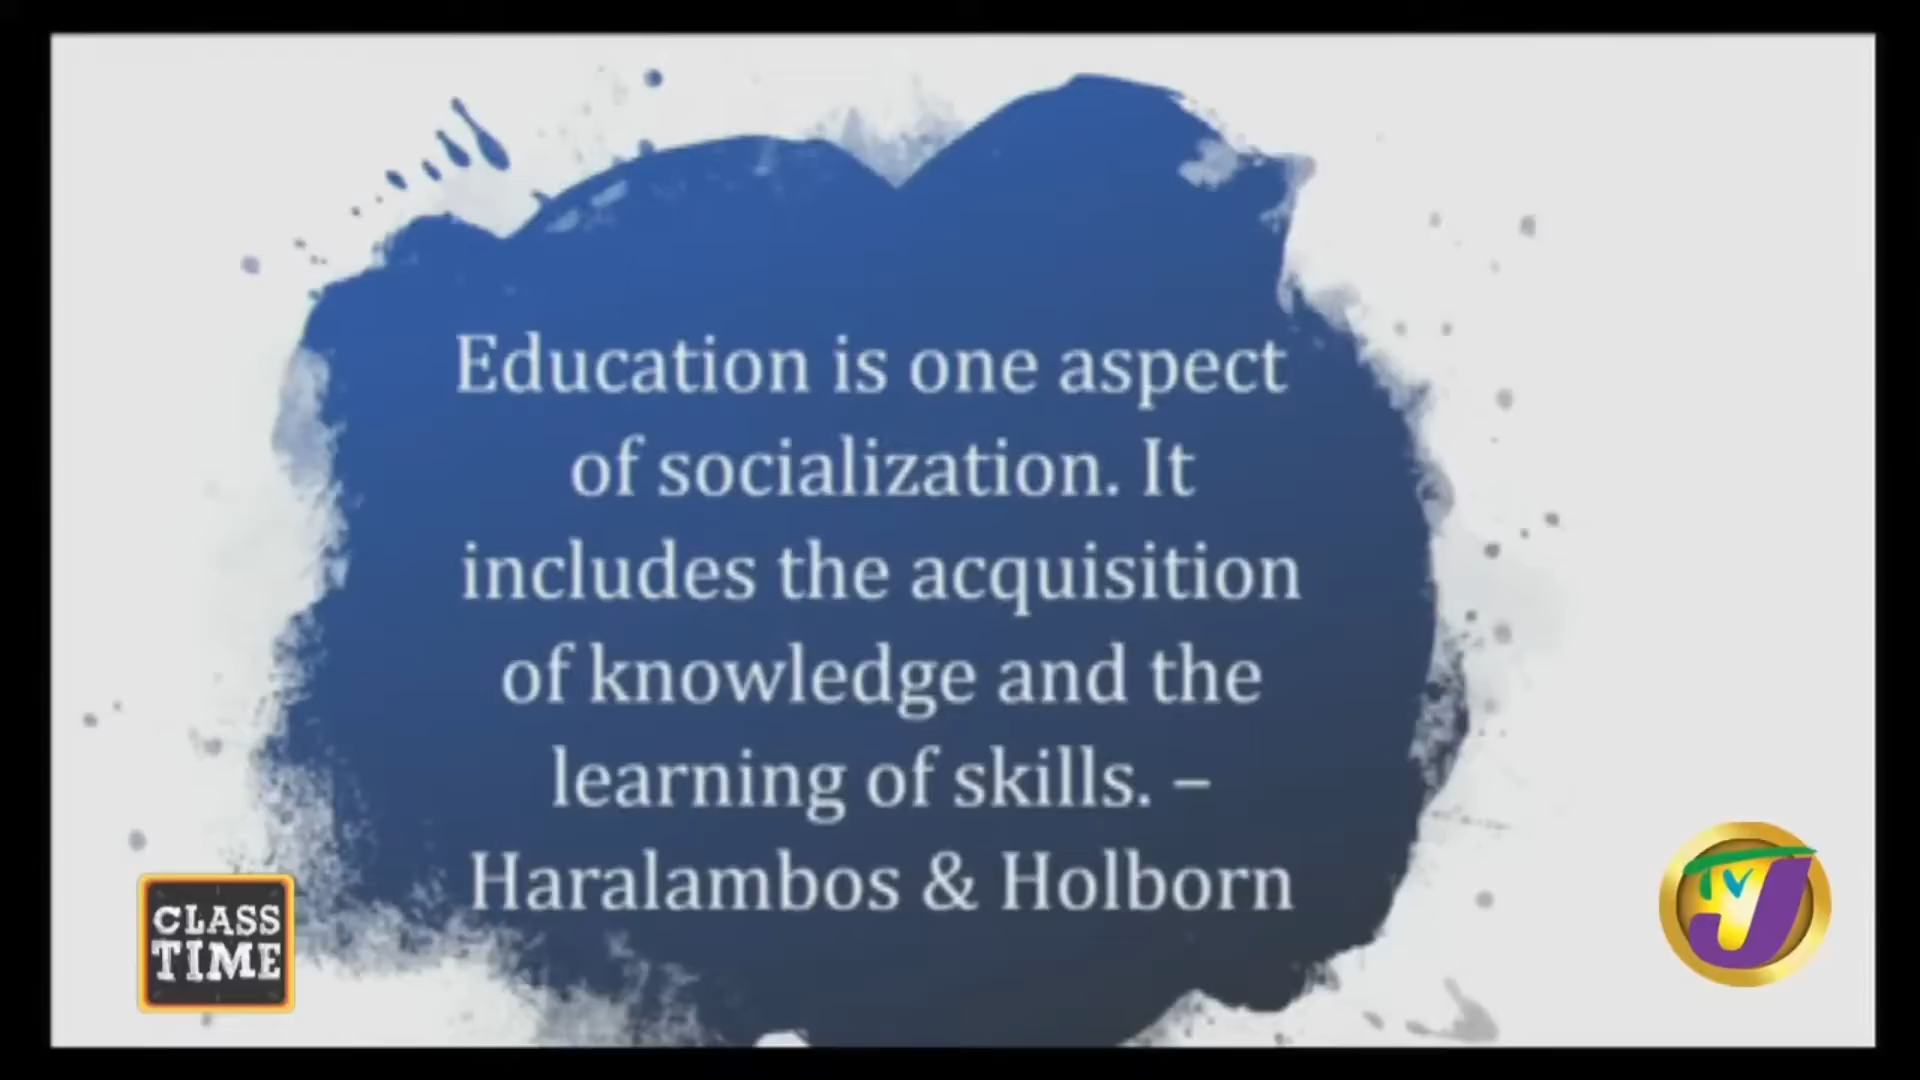 Education is one aspect
of socialization. It
includes the acquisition
of knowledge and the
learning of skills. –
Haralambos & Holborn
CLASS
TIME
TVJ